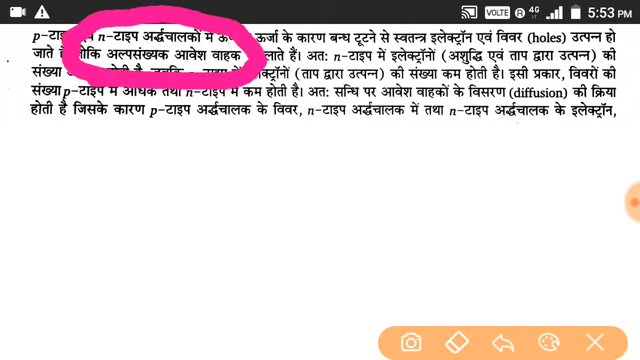 VOLTE R 4G 5:53 PM
p-टाइप n-टाइप अर्द्धचालकों में ऊर्जा के कारण बन्ध टूटने से स्वतन्त्र इलेक्ट्रॉन एवं विवर (holes) उत्पन्न हो
जाते हैं अल्पसंख्यक आवेश वाहक लाते हैं। अतः n-टाइप में इलेक्ट्रॉनों (अशुद्धि एवं ताप द्वारा उत्पन्न) की
संख्या (ताप द्वारा उत्पन्न) की संख्या कम होती है। इसी प्रकार, विवरों की
संख्या p-टाइप में अधिक तथा n-टाइप में कम होती है। अतः सन्धि पर आवेश वाहकों के विसरण (diffusion) की क्रिया
होती है जिसके कारण p-टाइप अर्द्धचालक के विवर, n-टाइप अर्द्धचालक में तथा n-टाइप अर्द्धचालक के इलेक्ट्रॉन,